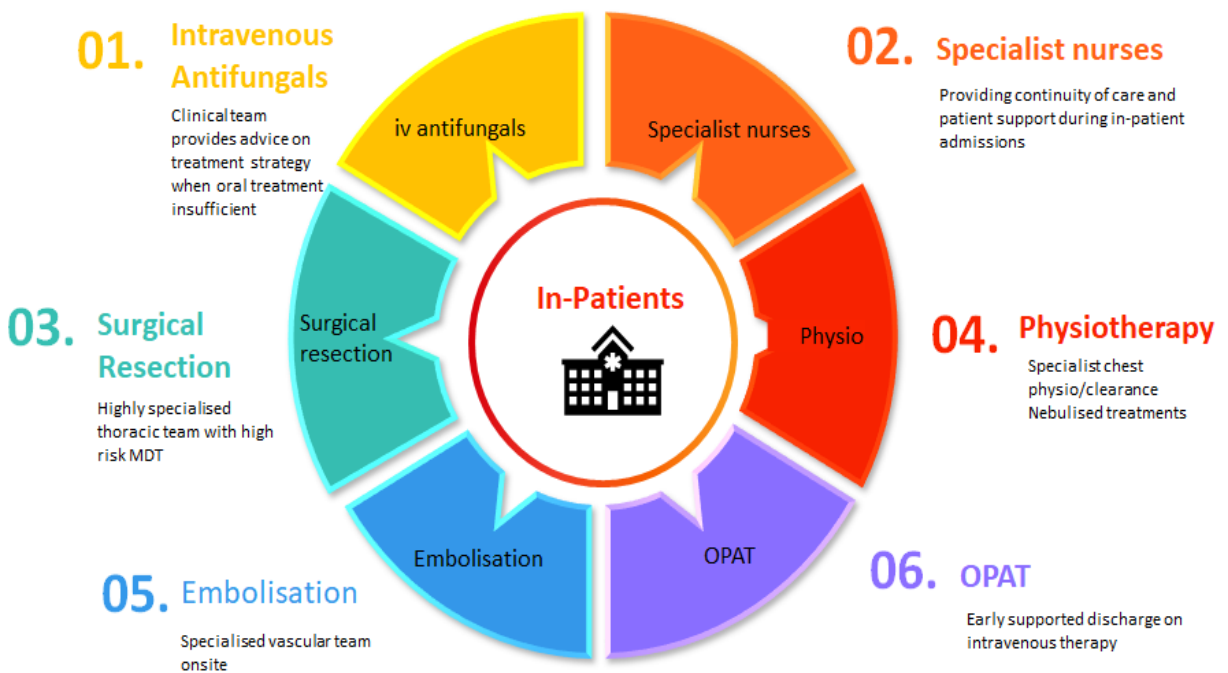 01.
Intravenous
Antifungals
Clinical team
provides advice on
treatment strategy
when oral treatment
insufficient
02.
Specialist nurses
Providing continuity of care and
patient support during in-patient
admissions
iv antifungals
Specialist nurses
03.
Surgical
Resection
Highly specialised
thoracic team with high
risk MDT
Surgical
resection
In-Patients
Physio
04.
Physiotherapy
Specialist chest
physio/clearance
Nebulised treatments
05.
Embolisation
Specialised vascular team
onsite
Embolisation
OPAT
06.
OPAT
Early supported discharge on
intravenous therapy